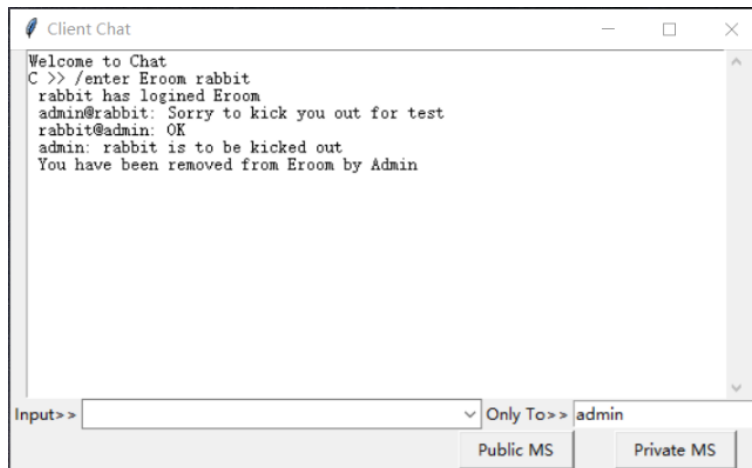 Client Chat
Welcome to Chat
C >> /enter Eroom rabbit
rabbit has logined Eroom
admin@rabbit: Sorry to kick you out for test
rabbit@admin: OK
admin: rabbit is to be kicked out
You have been removed from Eroom by Admin
Input>> Only To>> admin
Public MS Private MS